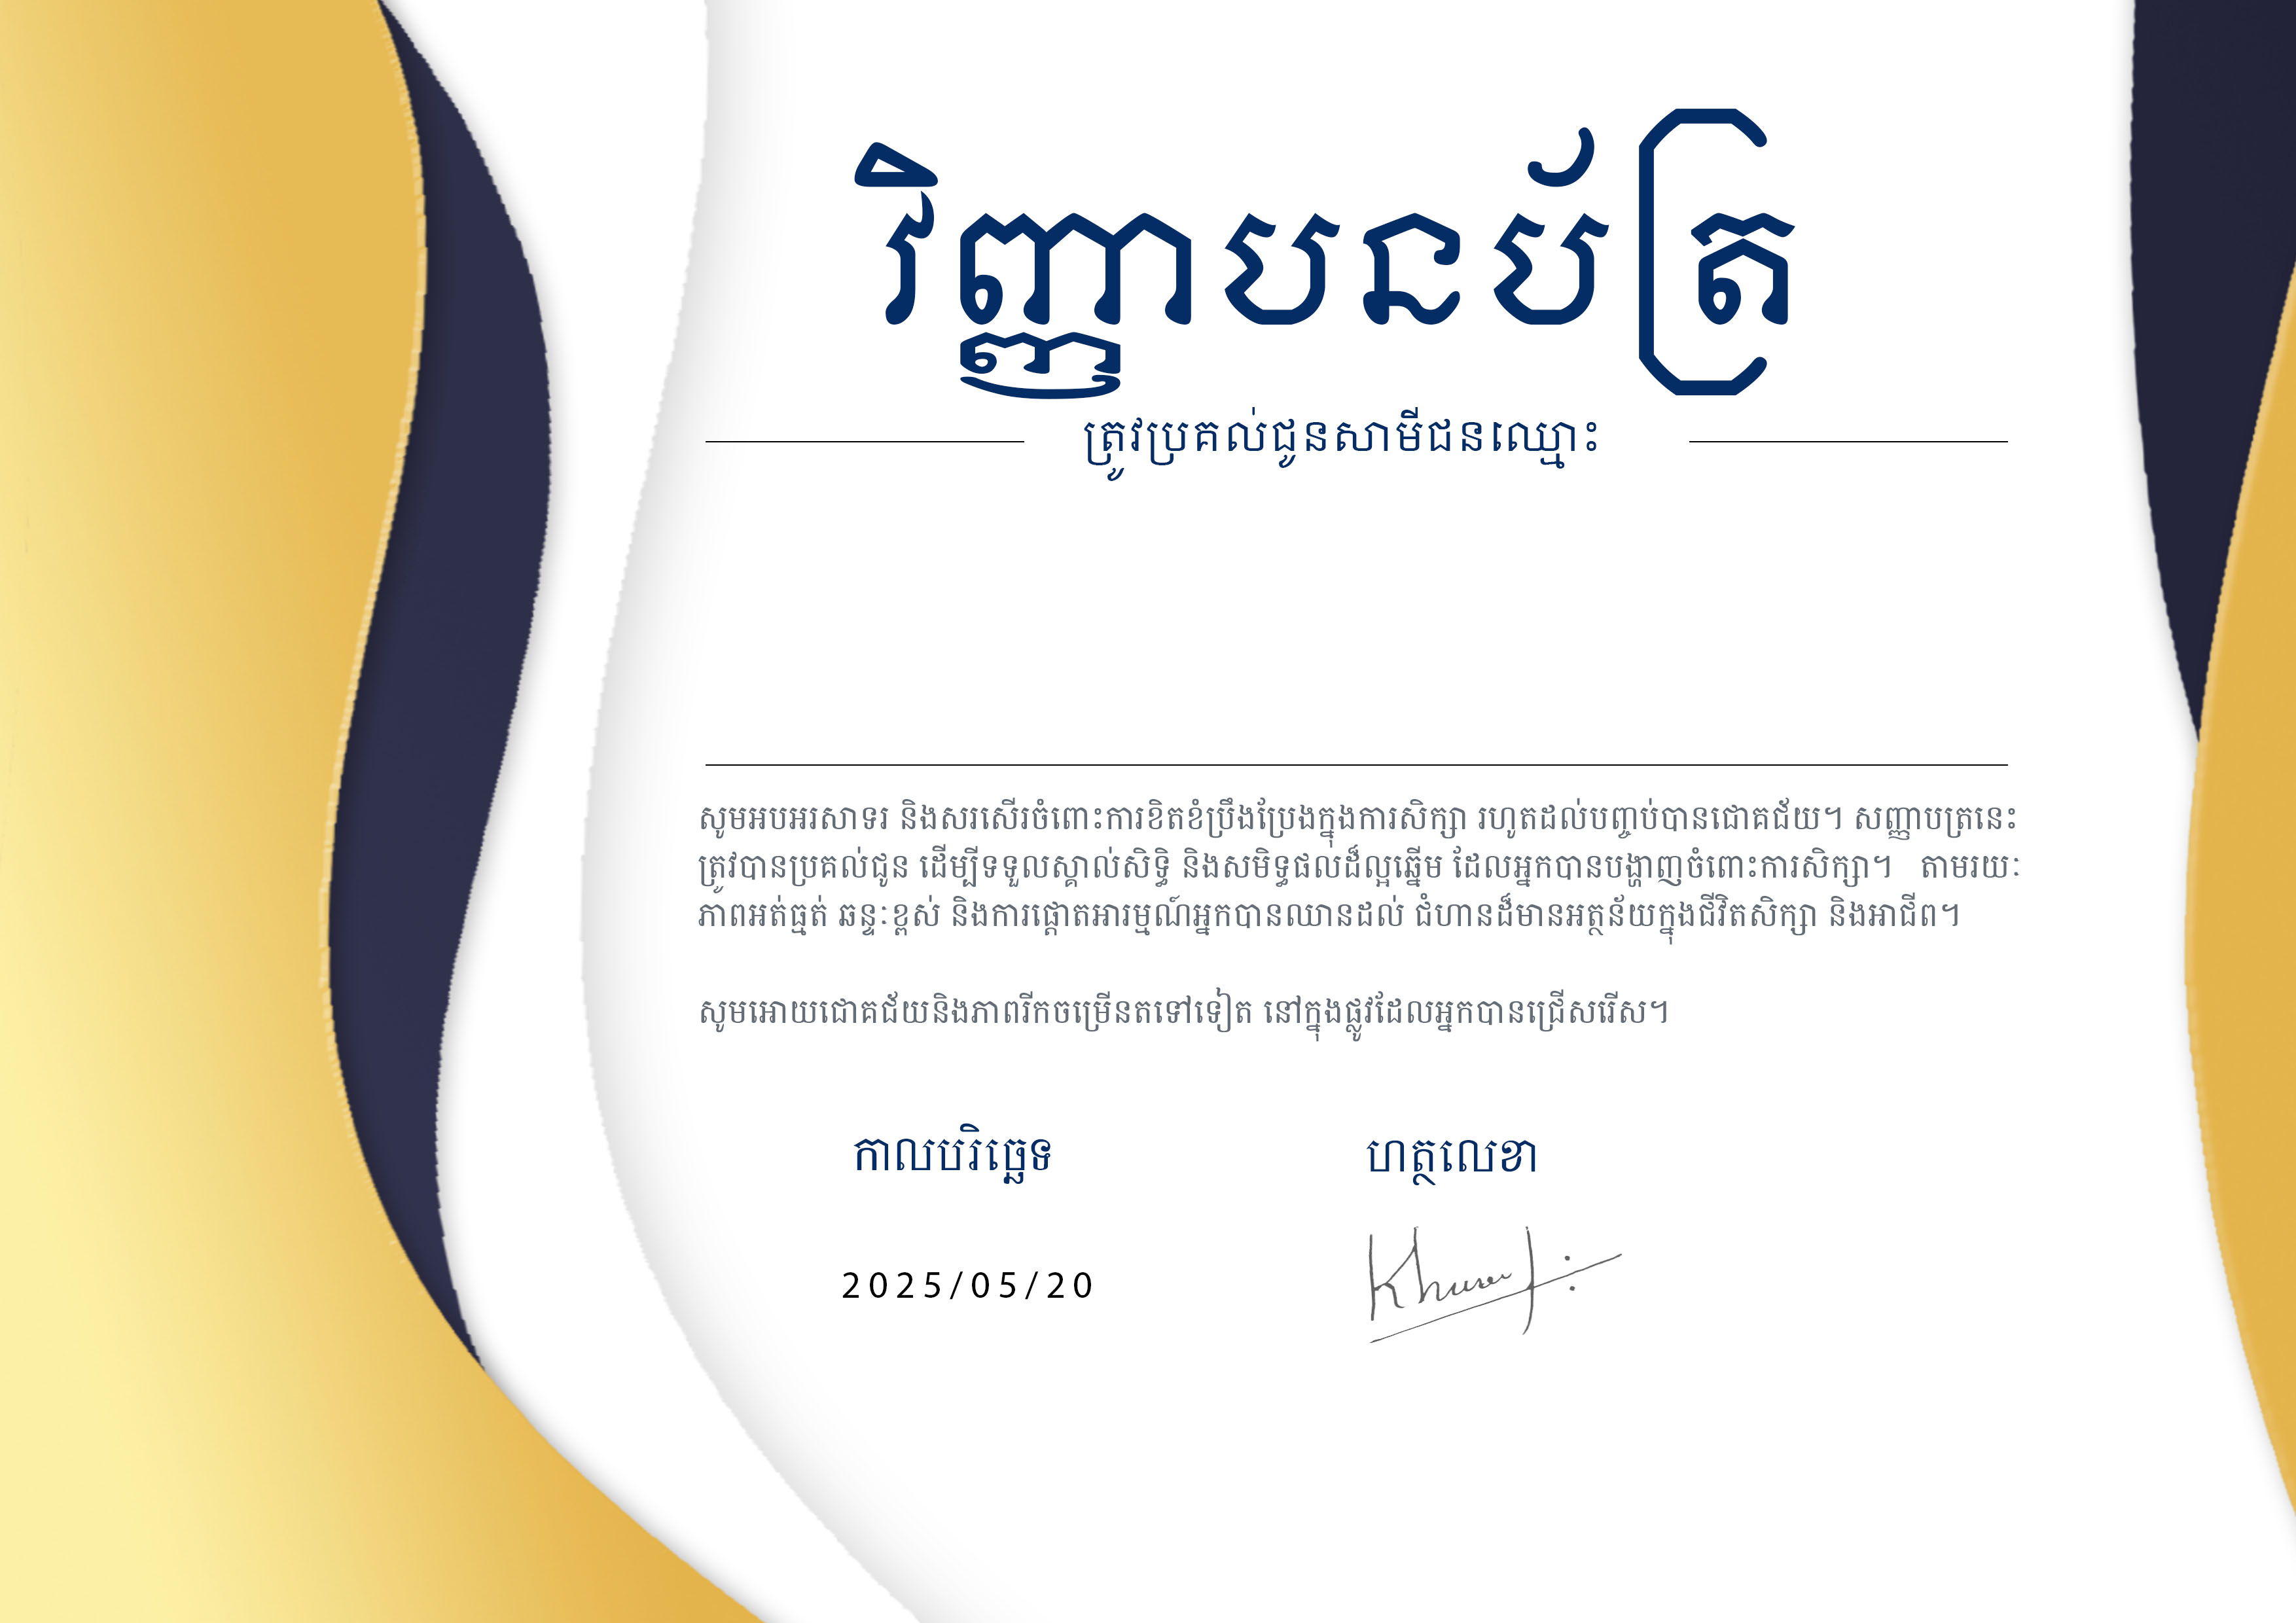 វិញ្ញាបនប័ត្រ
ត្រូវប្រគល់ជូនសាមីជនឈ្មោះ
សូមអបអរសាទរ និងសរសើរចំពោះការខិតខំប្រឹងប្រែងក្នុងការសិក្សា រហូតដល់បញ្ចប់បានជោគជ័យ។ សញ្ញាបត្រនេះ
ត្រូវបានប្រគល់ជូន ដើម្បីទទួលស្គាល់សិទ្ធិ និងសមិទ្ធផលដ៏ល្អឆ្នើម ដែលអ្នកបានបង្ហាញចំពោះការសិក្សា។ តាមរយៈ
ភាពអត់ធ្មត់ ឆន្ទៈខ្ពស់ និងការផ្តោតអារម្មណ៍អ្នកបានឈានដល់ ជំហានដ៏មានអត្ថន័យក្នុងជីវិតសិក្សា និងអាជីព។
សូមអោយជោគជ័យនិងភាពរីកចម្រើនតទៅទៀត នៅក្នុងផ្លូវដែលអ្នកបានជ្រើសរើស។
កាលបរិច្ឆេទ ហត្ថលេខា
2025/05/20